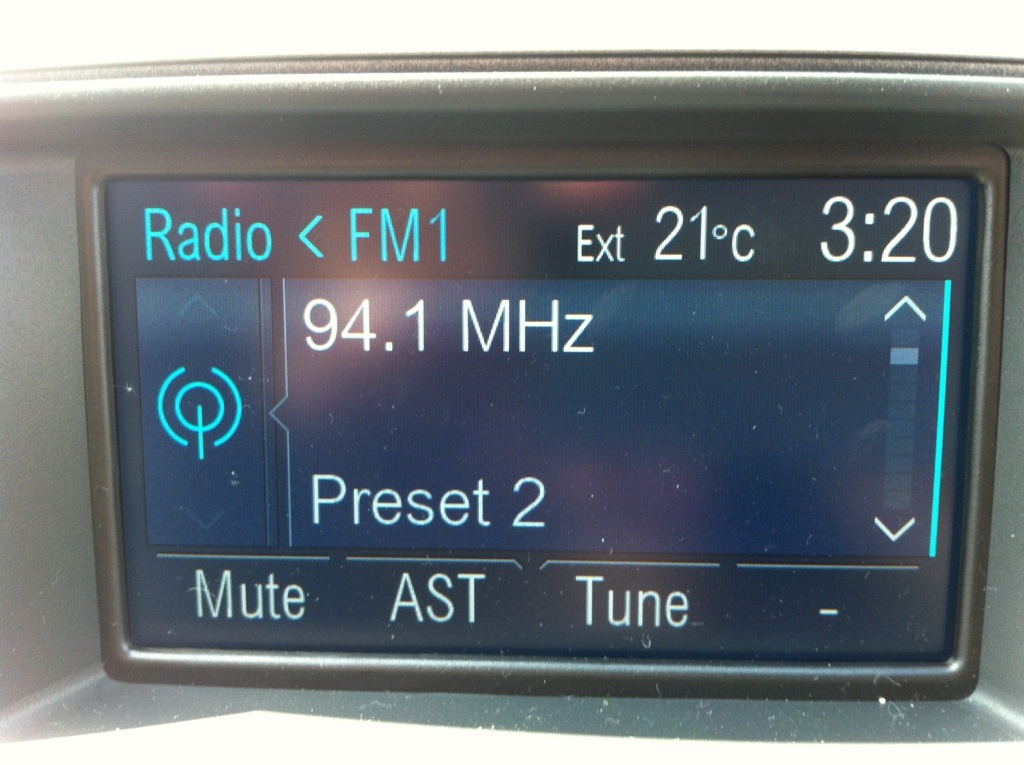 Radio < FM1 Ext 21°C 3:20
94.1 MHz
Preset 2
Mute AST Tune -